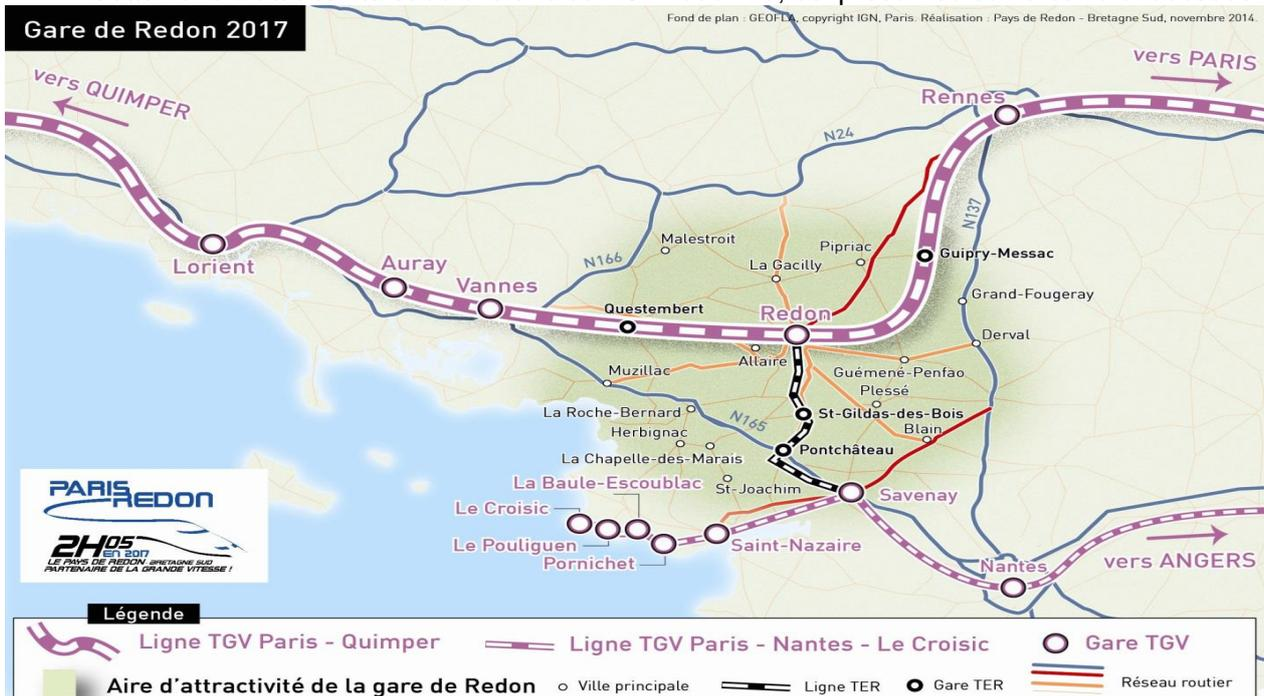 Gare de Redon 2017
Fond de plan : GEOFLA, copyright IGN, Paris. Réalisation : Pays de Redon - Bretagne Sud, novembre 2014.
vers QUIMPER
vers PARIS
Rennes
N24
N137
Lorient
Auray
Vannes
N166
Malestroit
Pipriac
La Gacilly
Guipry-Messac
Questembert
Redon
Grand-Fougeray
Derval
Allaire
Muzillac
Guémené-Penfao
Plessé
La Roche-Bernard
N165
St-Gildas-des-Bois
Blain
Herbignac
Pontchâteau
La Chapelle-des-Marais
La Baule-Escoublac
St-Joachim
Savenay
Le Croisic
Le Pouliguen
Saint-Nazaire
Pornichet
Nantes
vers ANGERS
PARIS
REDON
2H05
EN 2017
LE PAYS DE REDON BRETAGNE SUD
PARTENAIRE DE LA GRANDE VITESSE !
Légende
Ligne TGV Paris - Quimper
Ligne TGV Paris - Nantes - Le Croisic
Gare TGV
Aire d'attractivité de la gare de Redon
Ville principale
Ligne TER
Gare TER
Réseau routier